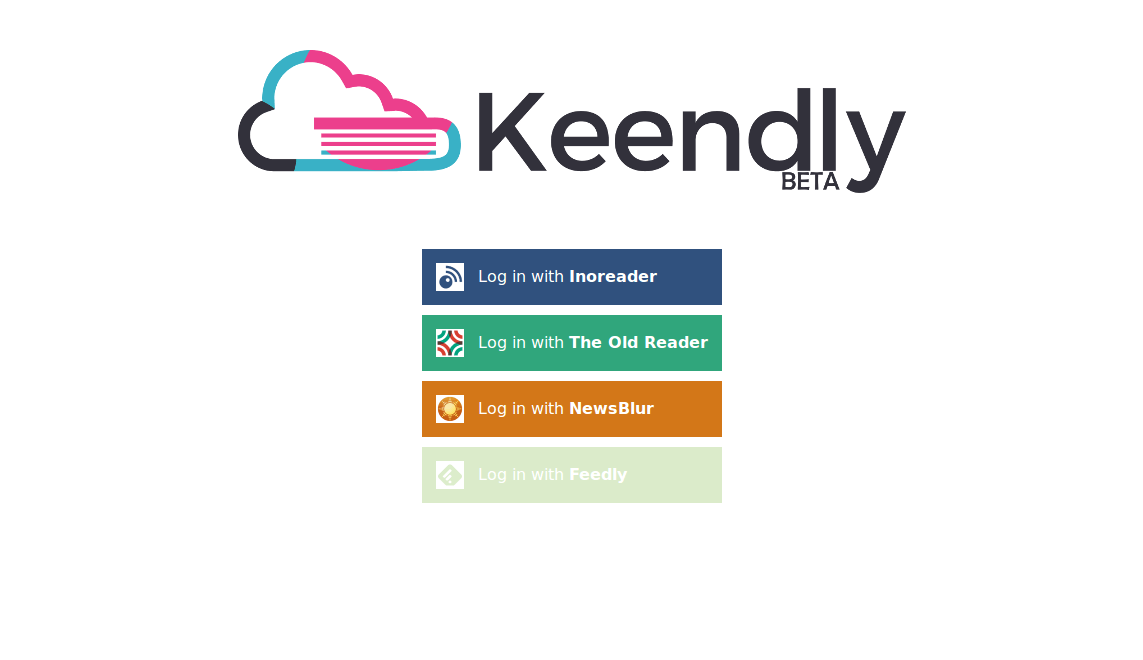 Keendly
BETA
Log in with Inoreader
Log in with The Old Reader
Log in with NewsBlur
Log in with Feedly